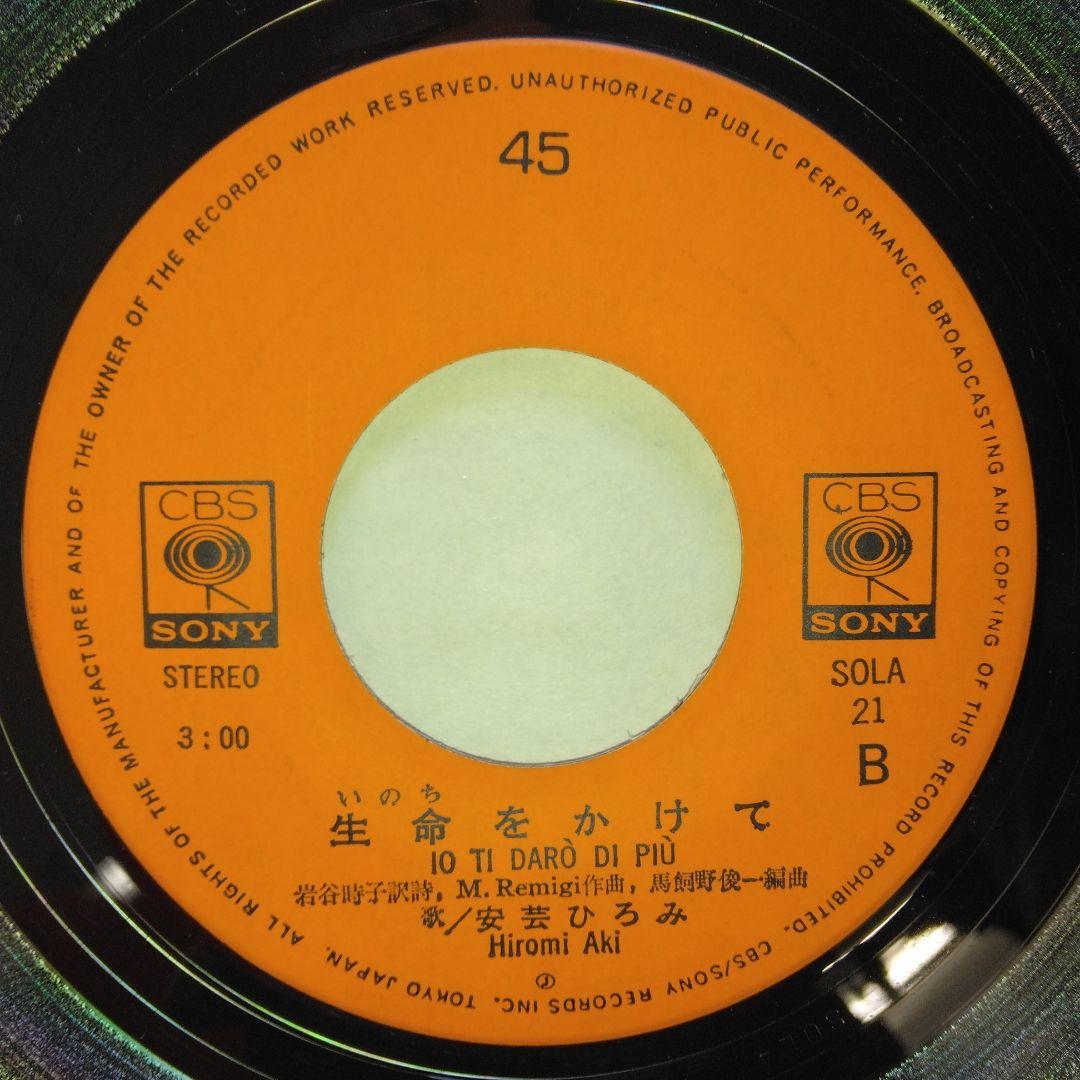 ALL RIGHTS OF THE MANUFACTURER AND OF THE OWNER OF THE RECORDED WORK RESERVED. UNAUTHORIZED PUBLIC PERFORMANCE, BROADCASTING AND COPYING OF THIS RECORD PROHIBITED. CBS/SONY RECORDS INC. TOKYO JAPAN.
45
CBS
SONY
STEREO
3:00
CBS
SONY
SOLA
21
B
いのち
生命をかけて
IO TI DARÒ DI PIÙ
岩谷時子訳詩, M. Remigi作曲, 馬飼野俊一編曲
歌/安芸ひろみ
Hiromi Aki
Ⓟ